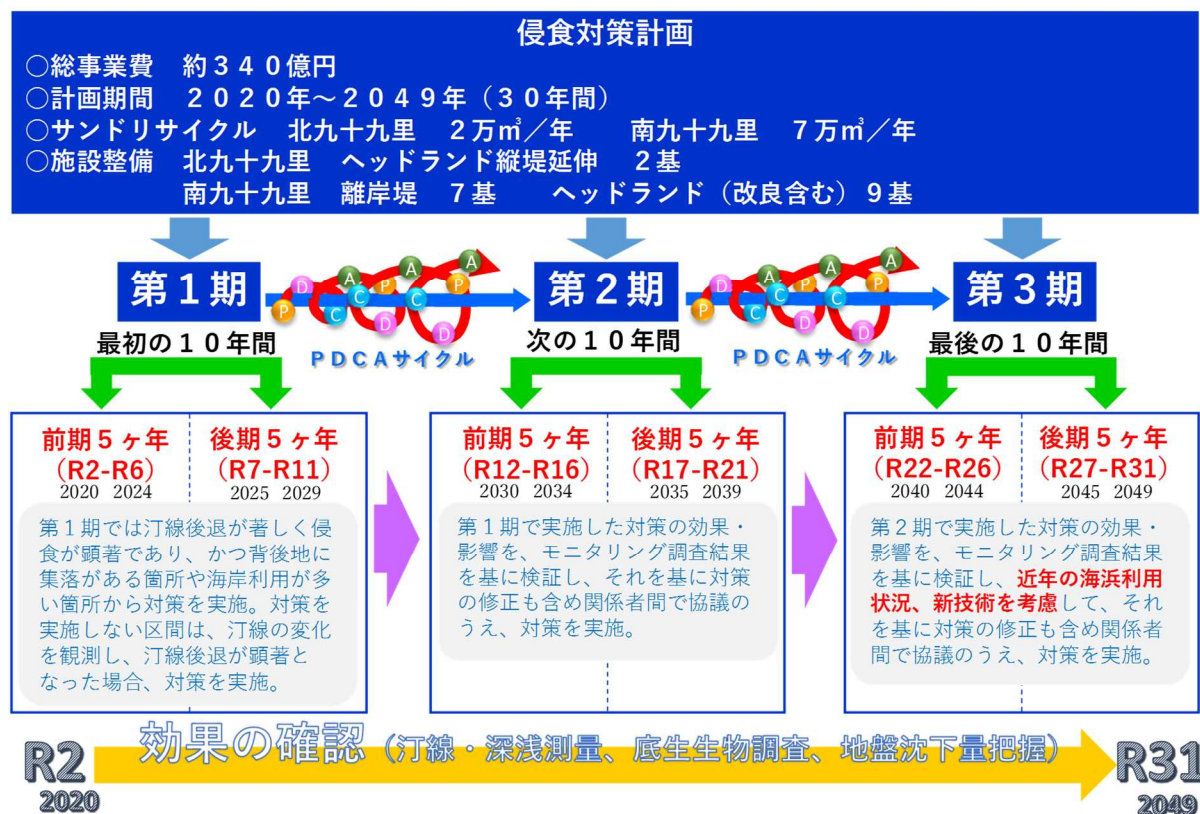 侵食対策計画
○総事業費 約３４０億円
○計画期間 ２０２０年～２０４９年（３０年間）
○サンドリサイクル 北九十九里 ２万㎥／年 南九十九里 ７万㎥／年
○施設整備 北九十九里 ヘッドランド縦堤延伸 ２基
南九十九里 離岸堤 ７基 ヘッドランド（改良含む）９基
第１期
P
D
A
C
C
P
D
A
C
P
D
A
第２期
P
D
A
C
C
P
D
A
C
P
D
A
第３期
最初の１０年間
ＰＤＣＡサイクル
次の１０年間
ＰＤＣＡサイクル
最後の１０年間
前期５ヶ年
（R2-R6）
2020 2024
後期５ヶ年
（R7-R11）
2025 2029
第１期では汀線後退が著しく侵
食が顕著であり、かつ背後地に
集落がある箇所や海岸利用が多
い箇所から対策を実施。対策を
実施しない区間は、汀線の変化
を観測し、汀線後退が顕著と
なった場合、対策を実施。
前期５ヶ年
（R12-R16）
2030 2034
後期５ヶ年
（R17-R21）
2035 2039
第１期で実施した対策の効果・
影響を、モニタリング調査結果
を基に検証し、それを基に対策
の修正も含め関係者間で協議の
うえ、対策を実施。
前期５ヶ年
（R22-R26）
2040 2044
後期５ヶ年
（R27-R31）
2045 2049
第２期で実施した対策の効果・
影響を、モニタリング調査結果
を基に検証し、近年の海浜利用
状況、新技術を考慮して、それ
を基に対策の修正も含め関係者
間で協議のうえ、対策を実施。
効果の確認（汀線・深浅測量、底生生物調査、地盤沈下量把握）
R2
2020
R31
2049